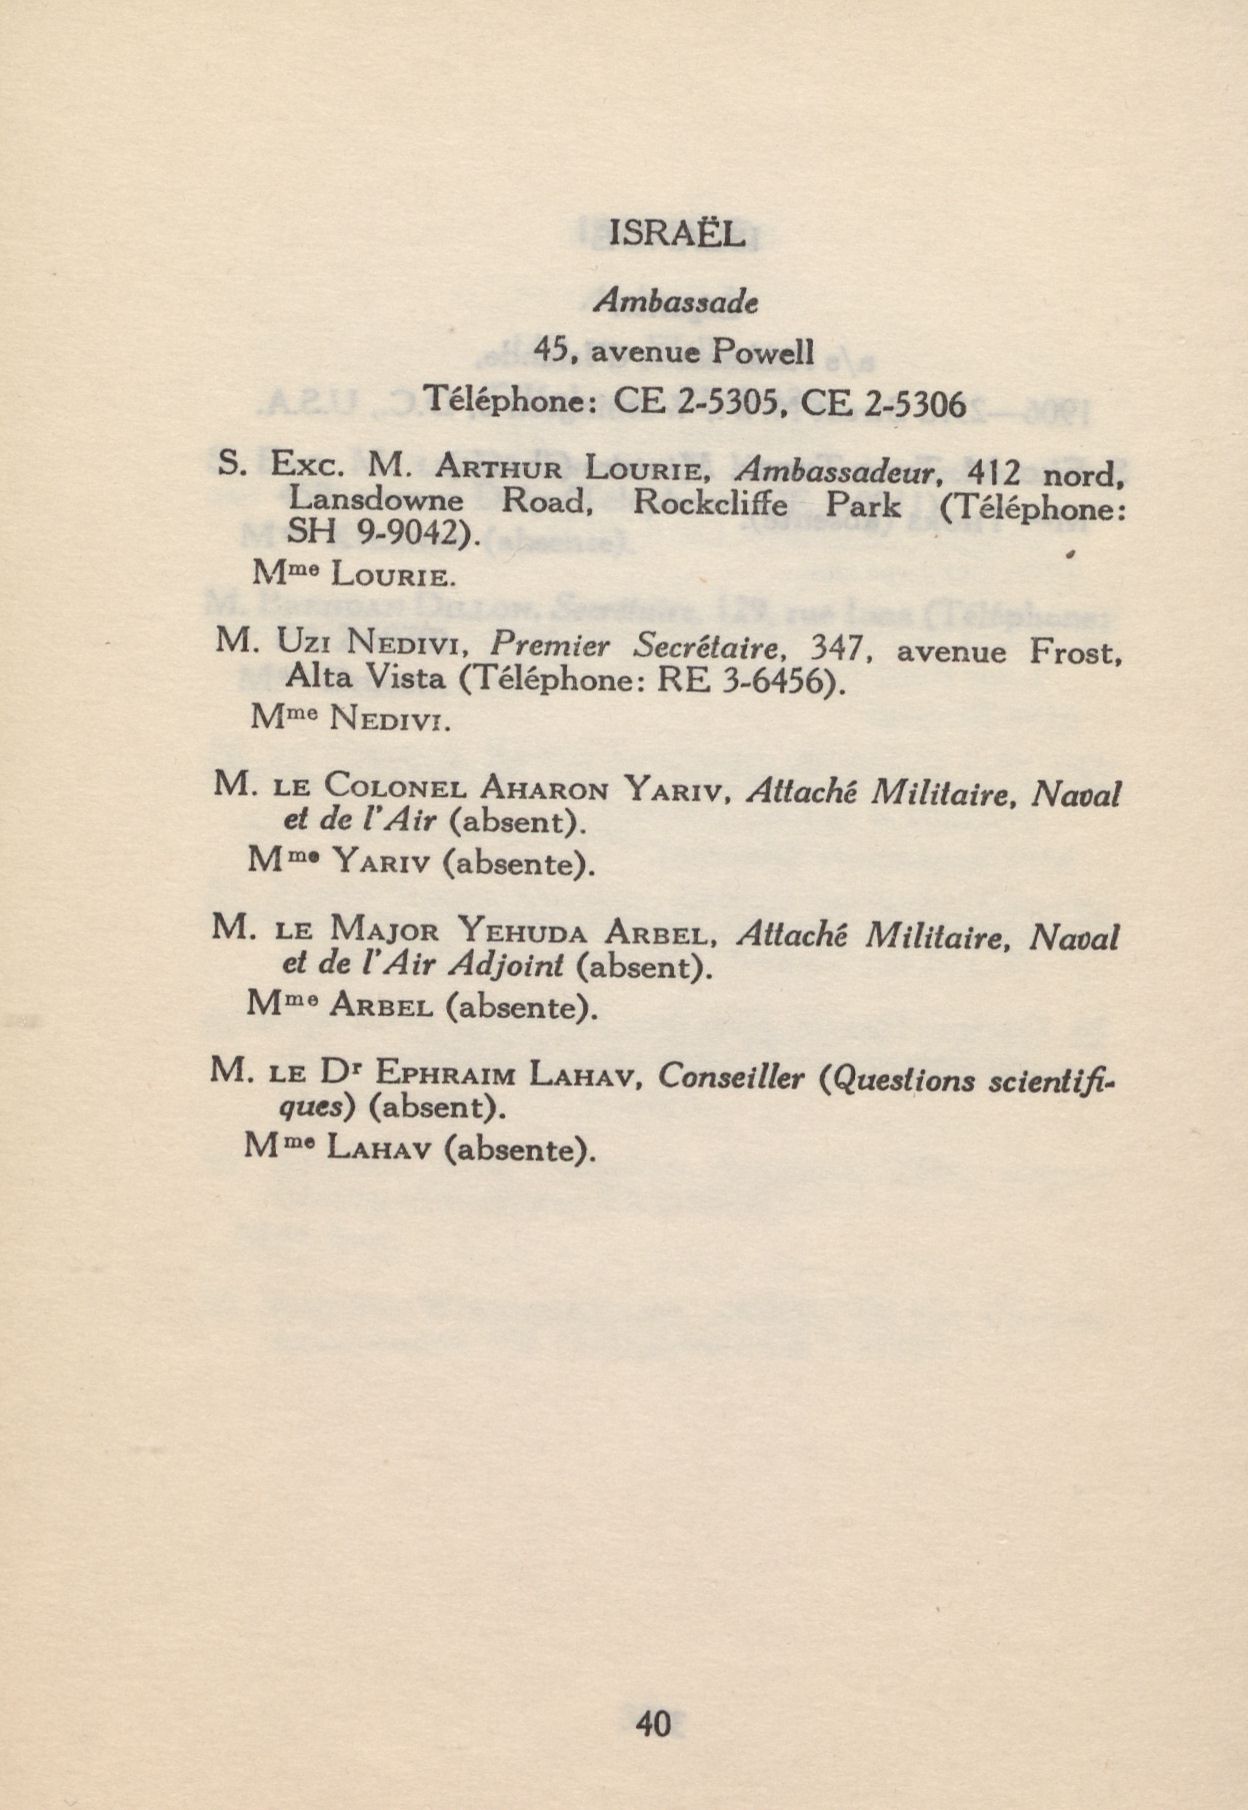 ISRAËL
Ambassade
45, avenue Powell
Téléphone: CE 2-5305, CE 2-5306
S. Exc. M. Arthur Lourie, Ambassadeur, 412 nord,
Lansdowne Road, Rockcliffe Park (Téléphone:
SH 9-9042).
Mme Lourie.
M. Uzi Nedivi, Premier Secrétaire, 347, avenue Frost,
Alta Vista (Téléphone: RE 3-6456).
Mme Nedivi.
M. le Colonel Aharon Yariv, Attaché Militaire, Naval
et de l'Air (absent).
Mme Yariv (absente).
M. le Major Yehuda Arbel, Attaché Militaire, Naval
et de l'Air Adjoint (absent).
Mme Arbel (absente).
M. le Dr Ephraim Lahav, Conseiller (Questions scientifi-
ques) (absent).
Mme Lahav (absente).
40